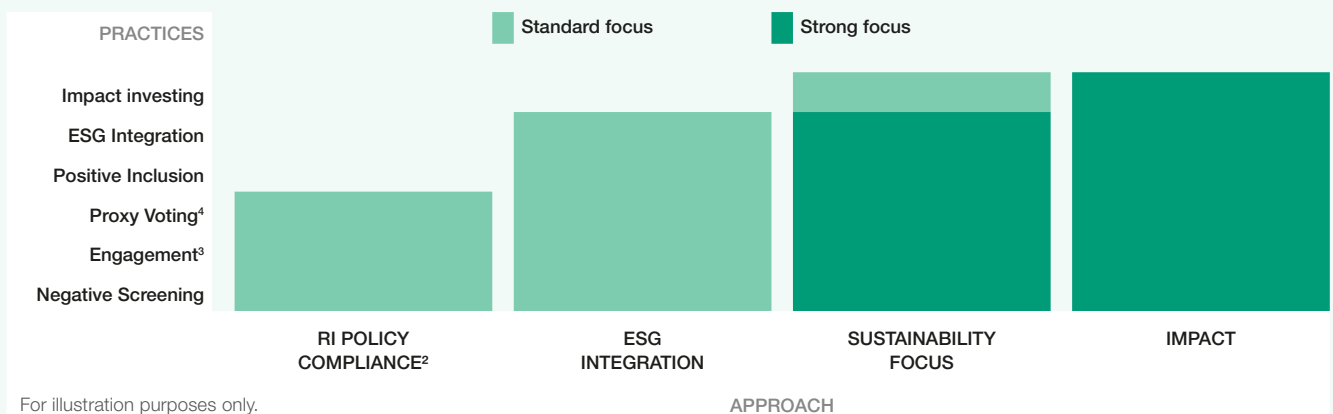 PRACTICES
Standard focus
Strong focus
Impact investing
ESG Integration
Positive Inclusion
Proxy Voting⁴
Engagement³
Negative Screening
RI POLICY
COMPLIANCE²
ESG
INTEGRATION
SUSTAINABILITY
FOCUS
IMPACT
For illustration purposes only.
APPROACH